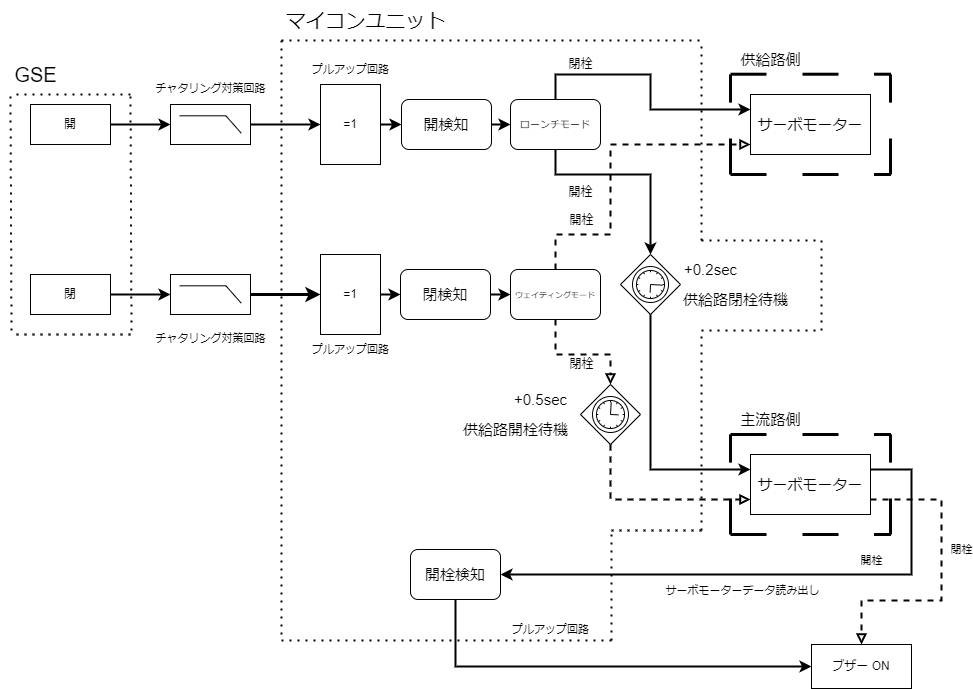 マイコンユニット
GSE
プルアップ回路
閉栓
供給路側
チャタリング対策回路
開
=1
開検知
ローンチモード
サーボモーター
開栓
開栓
+0.2sec
供給路閉栓待機
閉
=1
閉検知
ウェイティングモード
チャタリング対策回路
プルアップ回路
閉栓
+0.5sec
供給路開栓待機
主流路側
サーボモーター
閉栓
開栓
開栓検知
サーボモーターデータ読み出し
プルアップ回路
ブザー ON